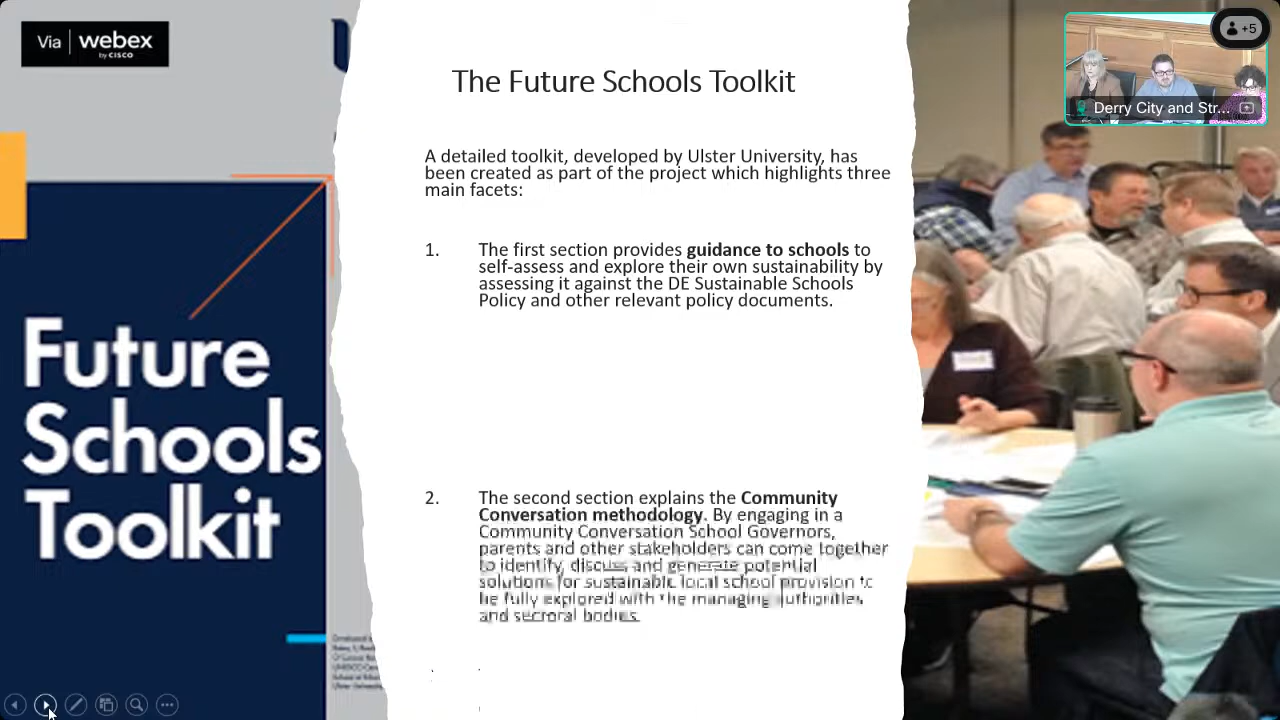 Via webex
by CISCO
+5
Derry City and Str...
The Future Schools Toolkit
A detailed toolkit, developed by Ulster University, has
been created as part of the project which highlights three
main facets:
1. The first section provides guidance to schools to
self-assess and explore their own sustainability by
assessing it against the DE Sustainable Schools
Policy and other relevant policy documents.
2. The second section explains the Community
Conversation methodology. By engaging in a
Community Conversation School Governors,
parents and other stakeholders can come together
to identify, discuss and generate potential
solutions for sustainable local school provision to
be fully explored with the managing authorities
and sectoral bodies.
Future
Schools
Toolkit
Ulster University